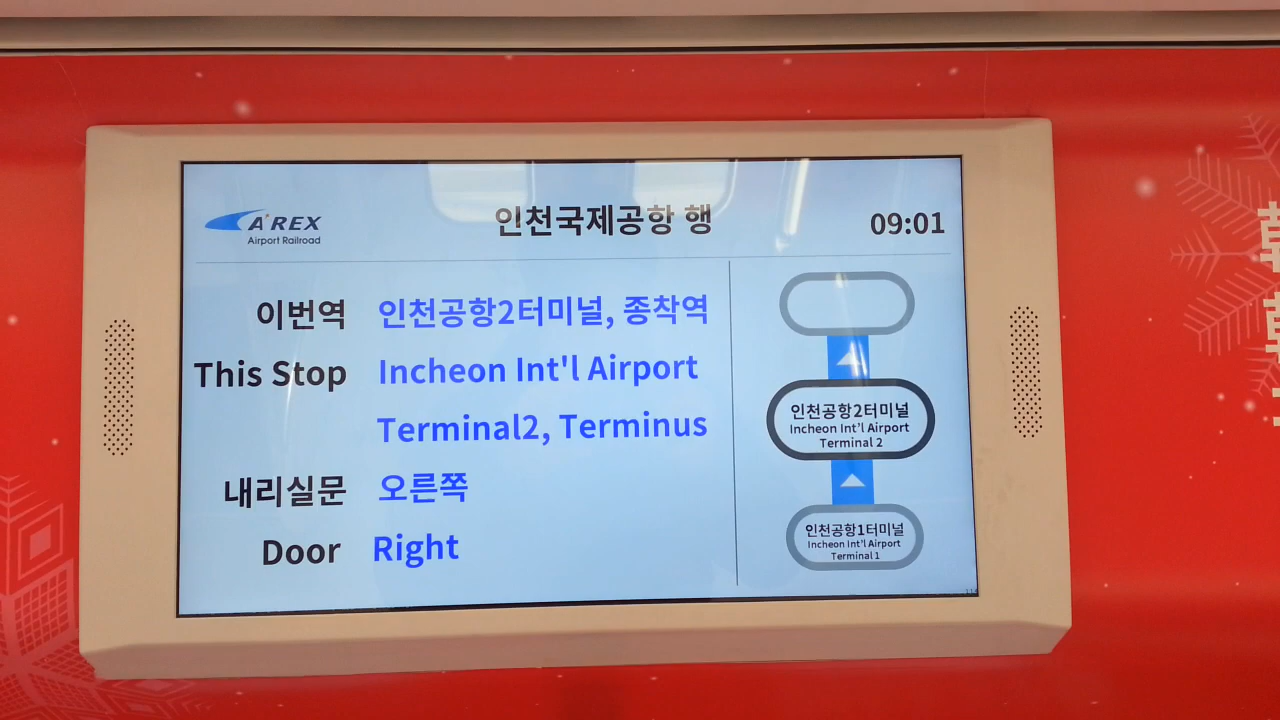 A'REX
Airport Railroad
인천국제공항 행
09:01
이번역 인천공항2터미널, 종착역
This Stop Incheon Int'l Airport
Terminal2, Terminus
내리실문 오른쪽
Door Right
인천공항2터미널
Incheon Int'l Airport
Terminal 2
인천공항1터미널
Incheon Int'l Airport
Terminal 1